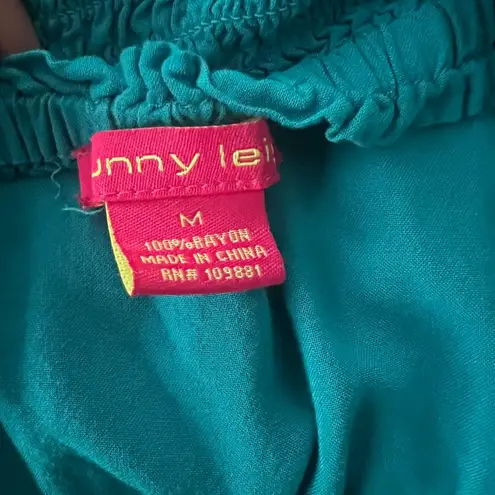 unny lei
M
100%RAYON
MADE IN CHINA
RN# 109881